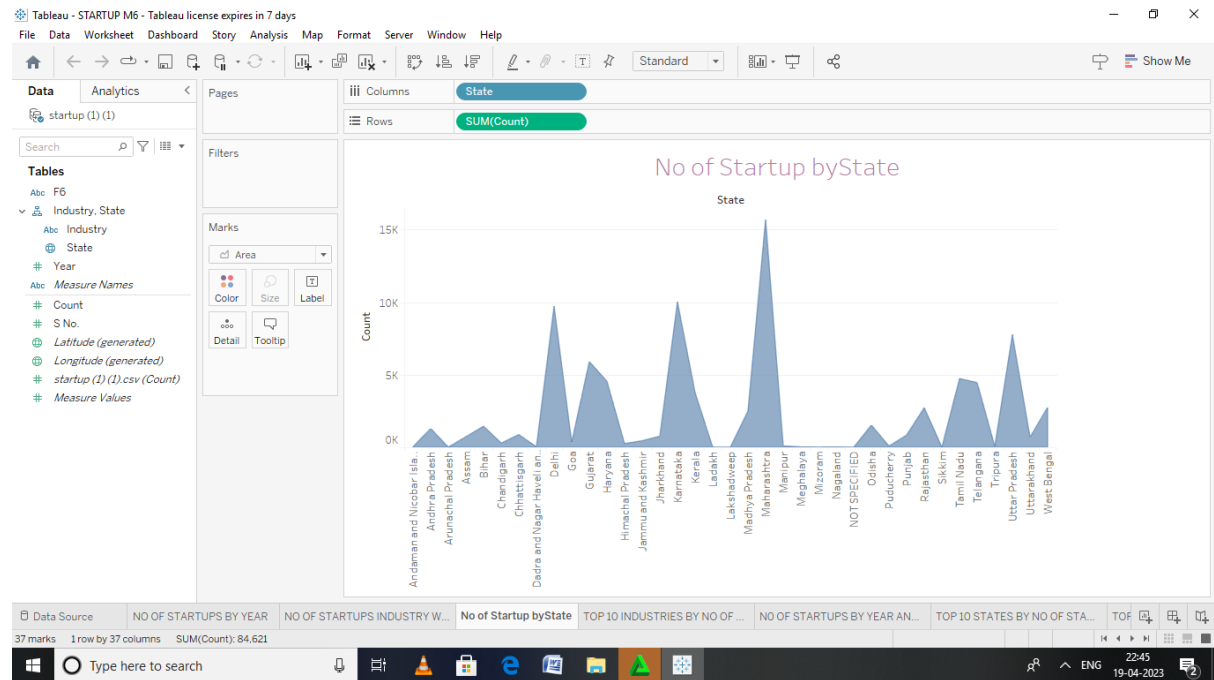 Tableau - STARTUP M6 - Tableau license expires in 7 days
File Data Worksheet Dashboard Story Analysis Map Format Server Window Help
Standard
Show Me
Data Analytics
startup (1) (1)
Search
Tables
Abc F6
Industry, State
Abc Industry
State
# Year
Abc Measure Names
# Count
# S No.
Latitude (generated)
Longitude (generated)
# startup (1) (1).csv (Count)
# Measure Values
Pages
Filters
Marks
Area
Color Size Label
Detail Tooltip
Columns State
Rows SUM(Count)
No of Startup byState
State
Count
15K
10K
5K
0K
Andaman and Nicobar Isla..
Andhra Pradesh
Arunachal Pradesh
Assam
Bihar
Chandigarh
Chhattisgarh
Dadra and Nagar Haveli an..
Delhi
Goa
Gujarat
Haryana
Himachal Pradesh
Jammu and Kashmir
Jharkhand
Karnataka
Kerala
Ladakh
Lakshadweep
Madhya Pradesh
Maharashtra
Manipur
Meghalaya
Mizoram
Nagaland
NOT SPECIFIED
Odisha
Puducherry
Punjab
Rajasthan
Sikkim
Tamil Nadu
Telangana
Tripura
Uttar Pradesh
Uttarakhand
West Bengal
Data Source NO OF STARTUPS BY YEAR NO OF STARTUPS INDUSTRY W... No of Startup byState TOP 10 INDUSTRIES BY NO OF ... NO OF STARTUPS BY YEAR AN... TOP 10 STATES BY NO OF STA... TOP
37 marks 1 row by 37 columns SUM(Count): 84,621
Type here to search
ENG
22:45
19-04-2023
2